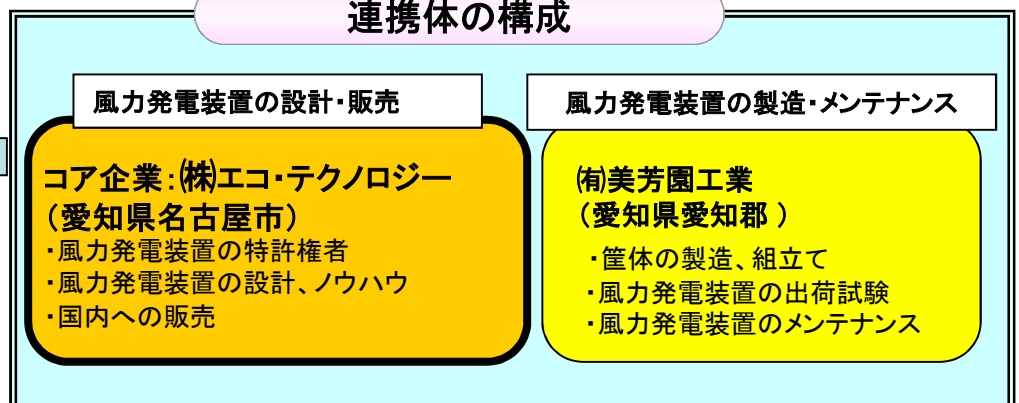 連携体の構成
風力発電装置の設計・販売
コア企業:㈱エコ・テクノロジー
(愛知県名古屋市)
・風力発電装置の特許権者
・風力発電装置の設計、ノウハウ
・国内への販売
風力発電装置の製造・メンテナンス
㈲美芳園工業
(愛知県愛知郡 )
・筐体の製造、組立て
・風力発電装置の出荷試験
・風力発電装置のメンテナンス